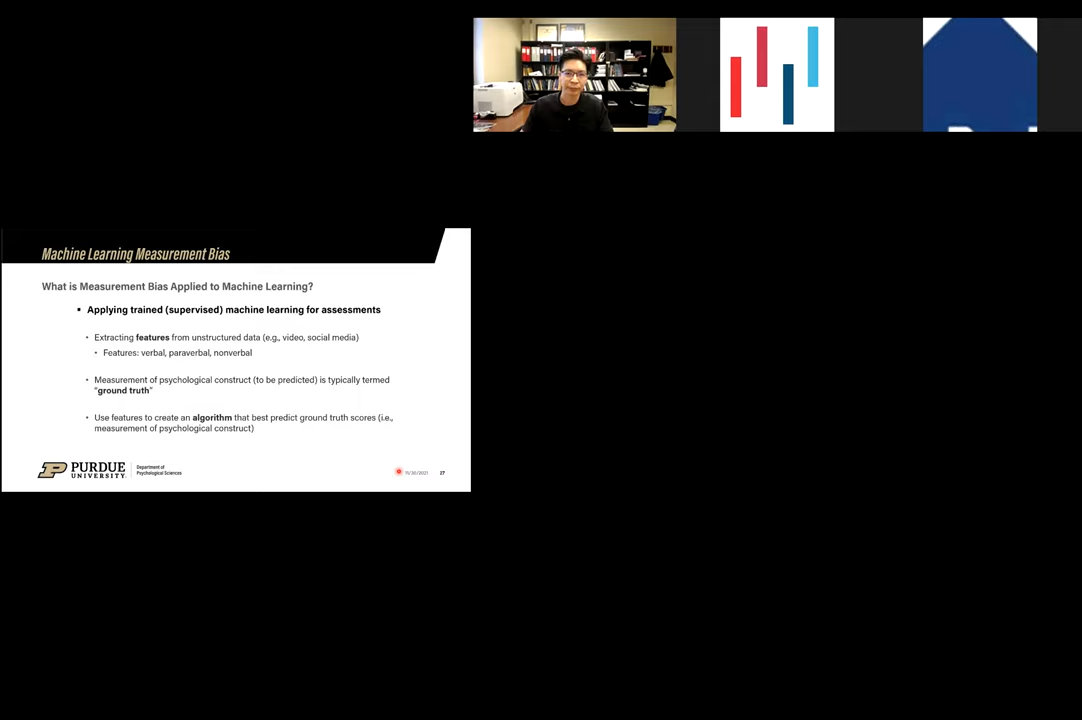 Machine Learning Measurement Bias
What is Measurement Bias Applied to Machine Learning?
▪ Applying trained (supervised) machine learning for assessments
• Extracting features from unstructured data (e.g., video, social media)
• Features: verbal, paraverbal, nonverbal
• Measurement of psychological construct (to be predicted) is typically termed
"ground truth"
• Use features to create an algorithm that best predict ground truth scores (i.e.,
measurement of psychological construct)
PURDUE
UNIVERSITY
Department of
Psychological Sciences
11/30/2021 27